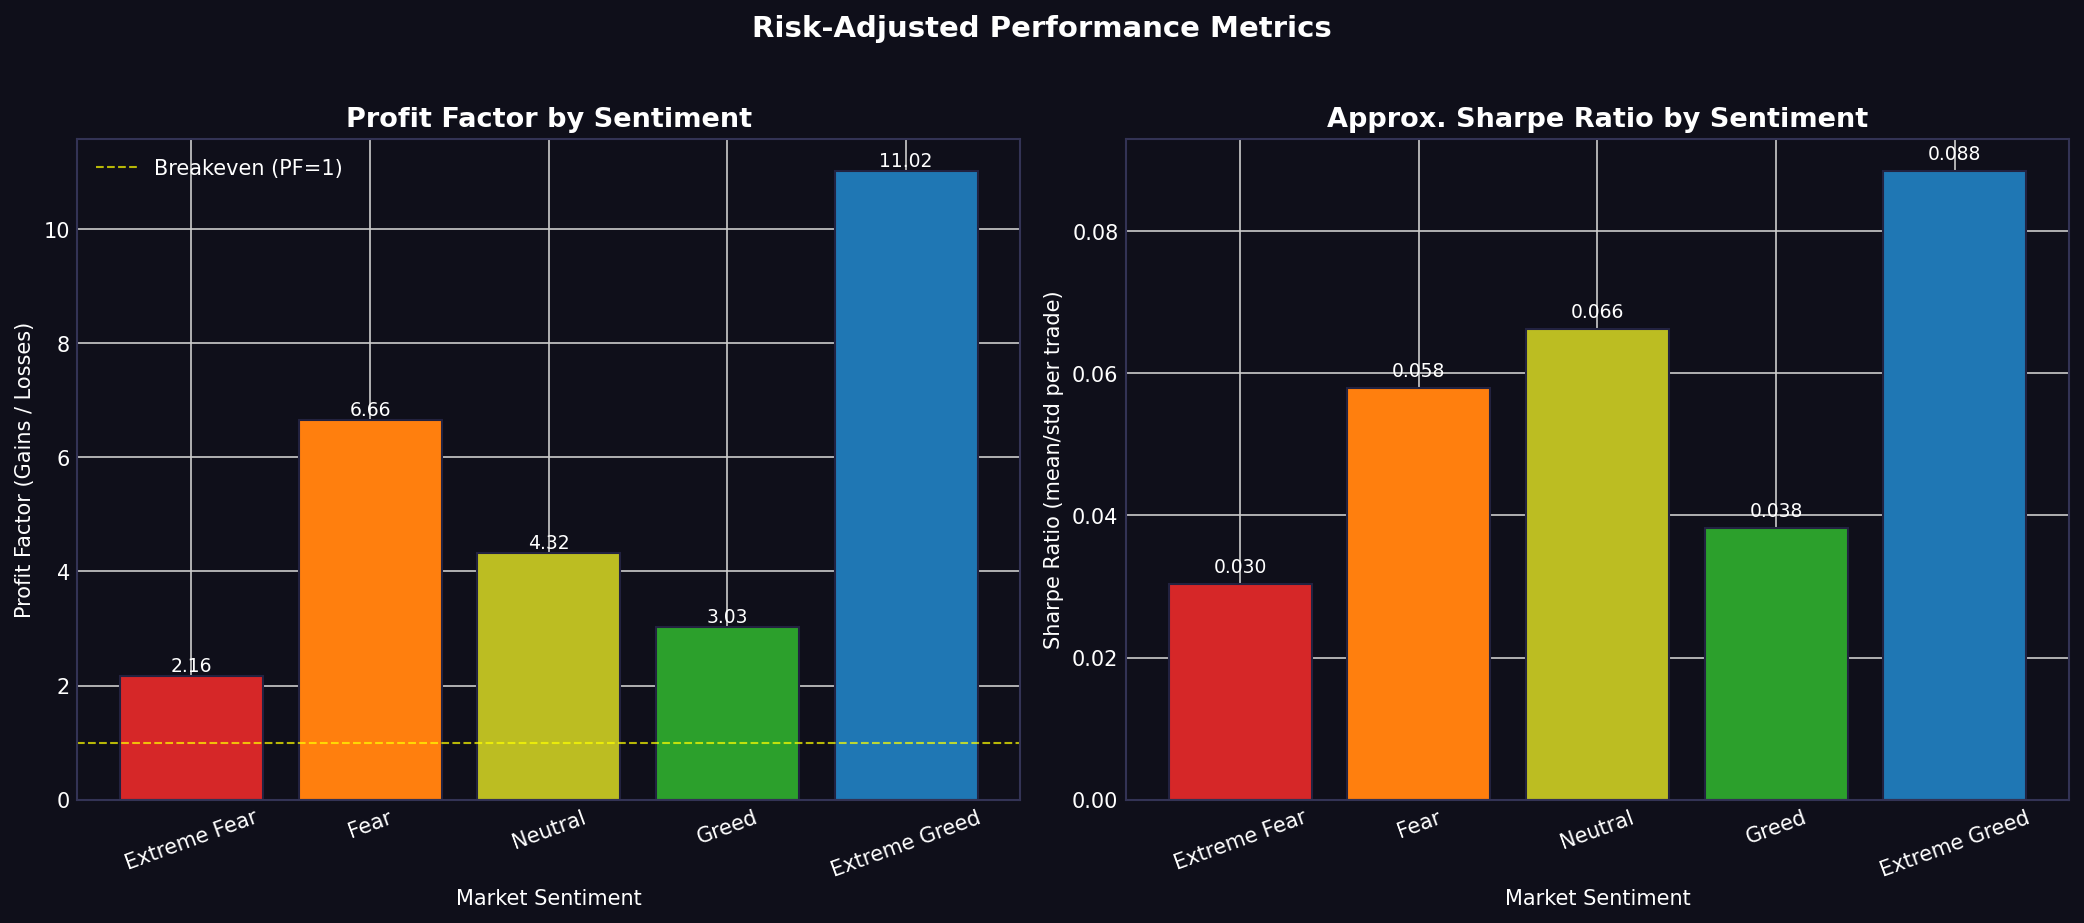 Risk-Adjusted Performance Metrics
Profit Factor by Sentiment
Breakeven (PF=1)
Profit Factor (Gains / Losses)
10
8
6
4
2
0
2.16
6.66
4.32
3.03
11.02
Extreme Fear
Fear
Neutral
Greed
Extreme Greed
Market Sentiment
Approx. Sharpe Ratio by Sentiment
Sharpe Ratio (mean/std per trade)
0.08
0.06
0.04
0.02
0.00
0.030
0.058
0.066
0.038
0.088
Extreme Fear
Fear
Neutral
Greed
Extreme Greed
Market Sentiment